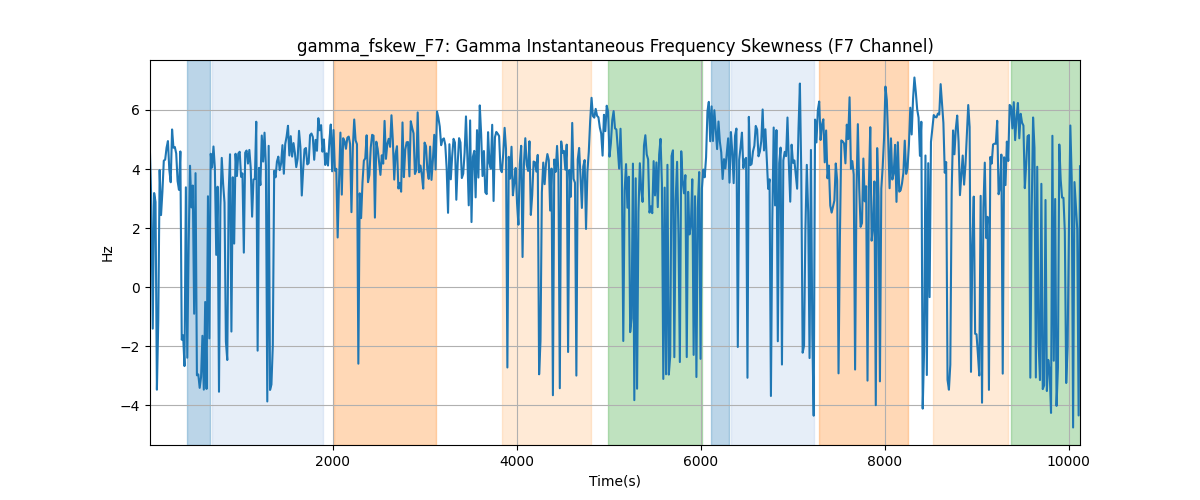 gamma_fskew_F7: Gamma Instantaneous Frequency Skewness (F7 Channel)
Hz
6
4
2
0
−2
−4
2000 4000 6000 8000 10000
Time(s)